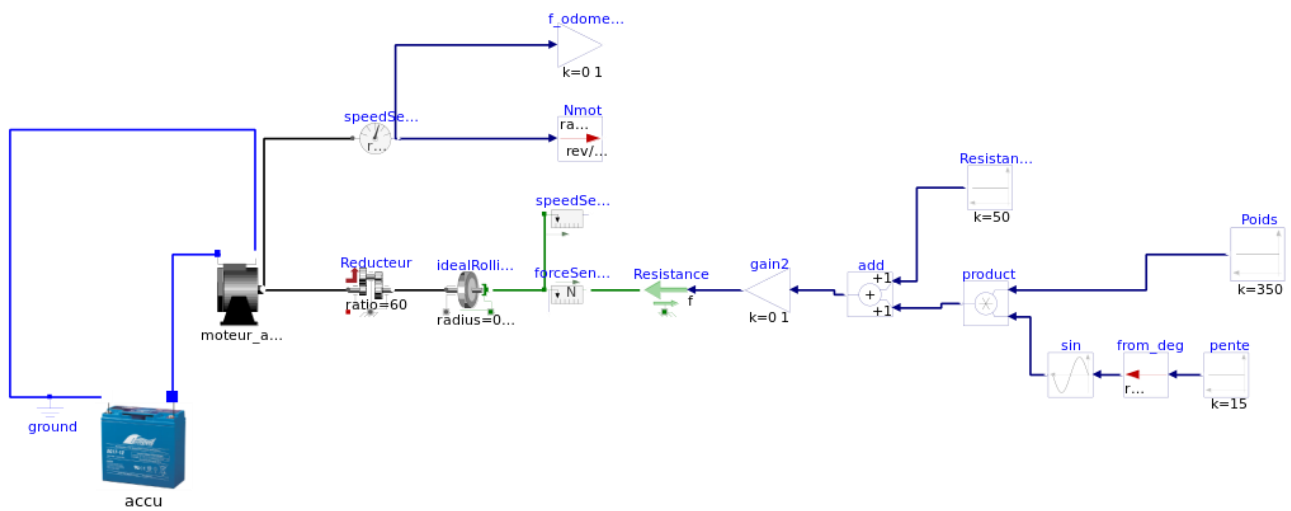 f_odome...
k=0 1
speedSe...
r...
Nmot
ra...
rev/...
Resistan...
k=50
speedSe...
Poids
k=350
Reducteur
ratio=60
idealRolli...
radius=0...
forceSen...
N
Resistance
f
gain2
k=0 1
add
+1
+
+1
product
moteur_a...
sin
from_deg
r...
pente
k=15
ground
accu